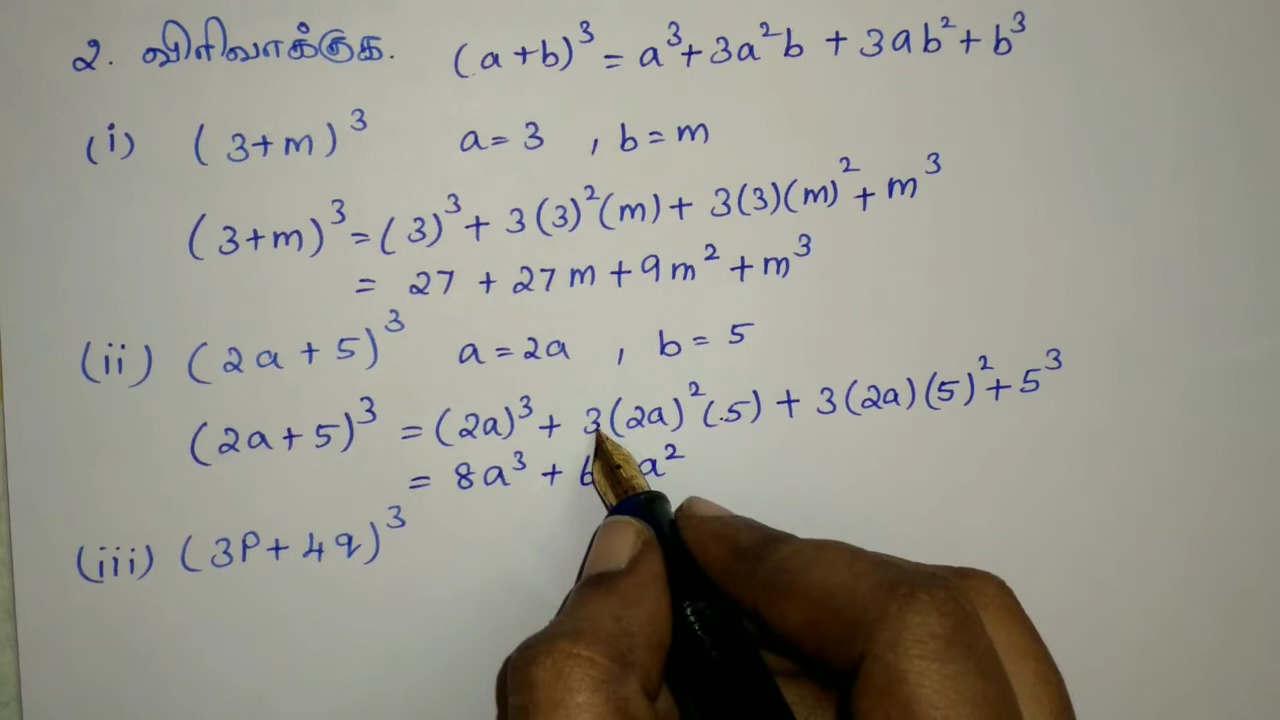 2. விரிவாக்குக. (a+b)³ = a³+3a²b + 3ab²+b³
(i) (3+m)³ a=3 , b=m
(3+m)³ = (3)³ + 3(3)²(m) + 3(3)(m)² + m³
= 27 + 27m + 9m² + m³
(ii) (2a+5)³ a=2a , b=5
(2a+5)³ = (2a)³ + 3(2a)²(5) + 3(2a)(5)² + 5³
= 8a³ + 6 a²
(iii) (3P+4q)³